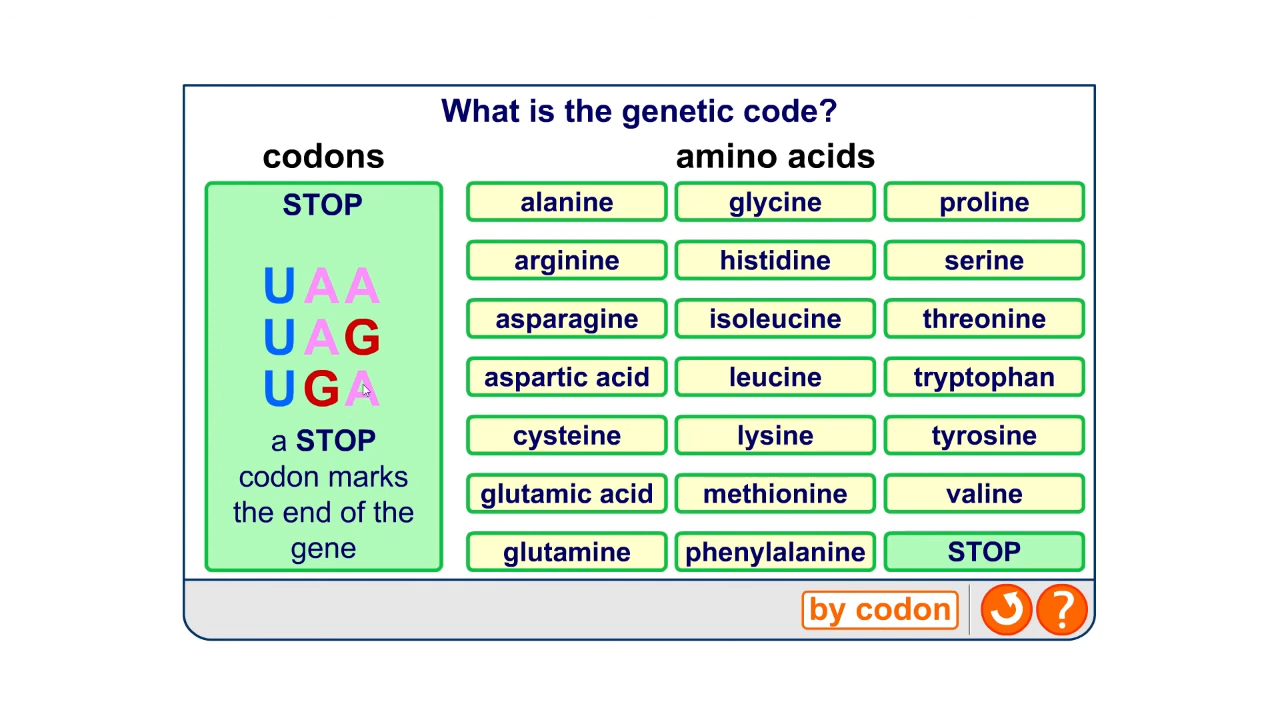 What is the genetic code?
codons
amino acids
STOP
UAA
UAG
UGA
a STOP
codon marks
the end of the
gene
alanine
glycine
proline
arginine
histidine
serine
asparagine
isoleucine
threonine
aspartic acid
leucine
tryptophan
cysteine
lysine
tyrosine
glutamic acid
methionine
valine
glutamine
phenylalanine
STOP
by codon
?